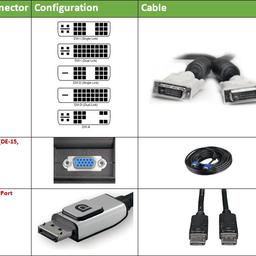 nector Configuration Cable
DVI-I (Single Link)
DVI-I (Dual Link)
DVI-D (Single Link)
DVI-D (Dual Link)
DVI-A
(DE-15,
Port